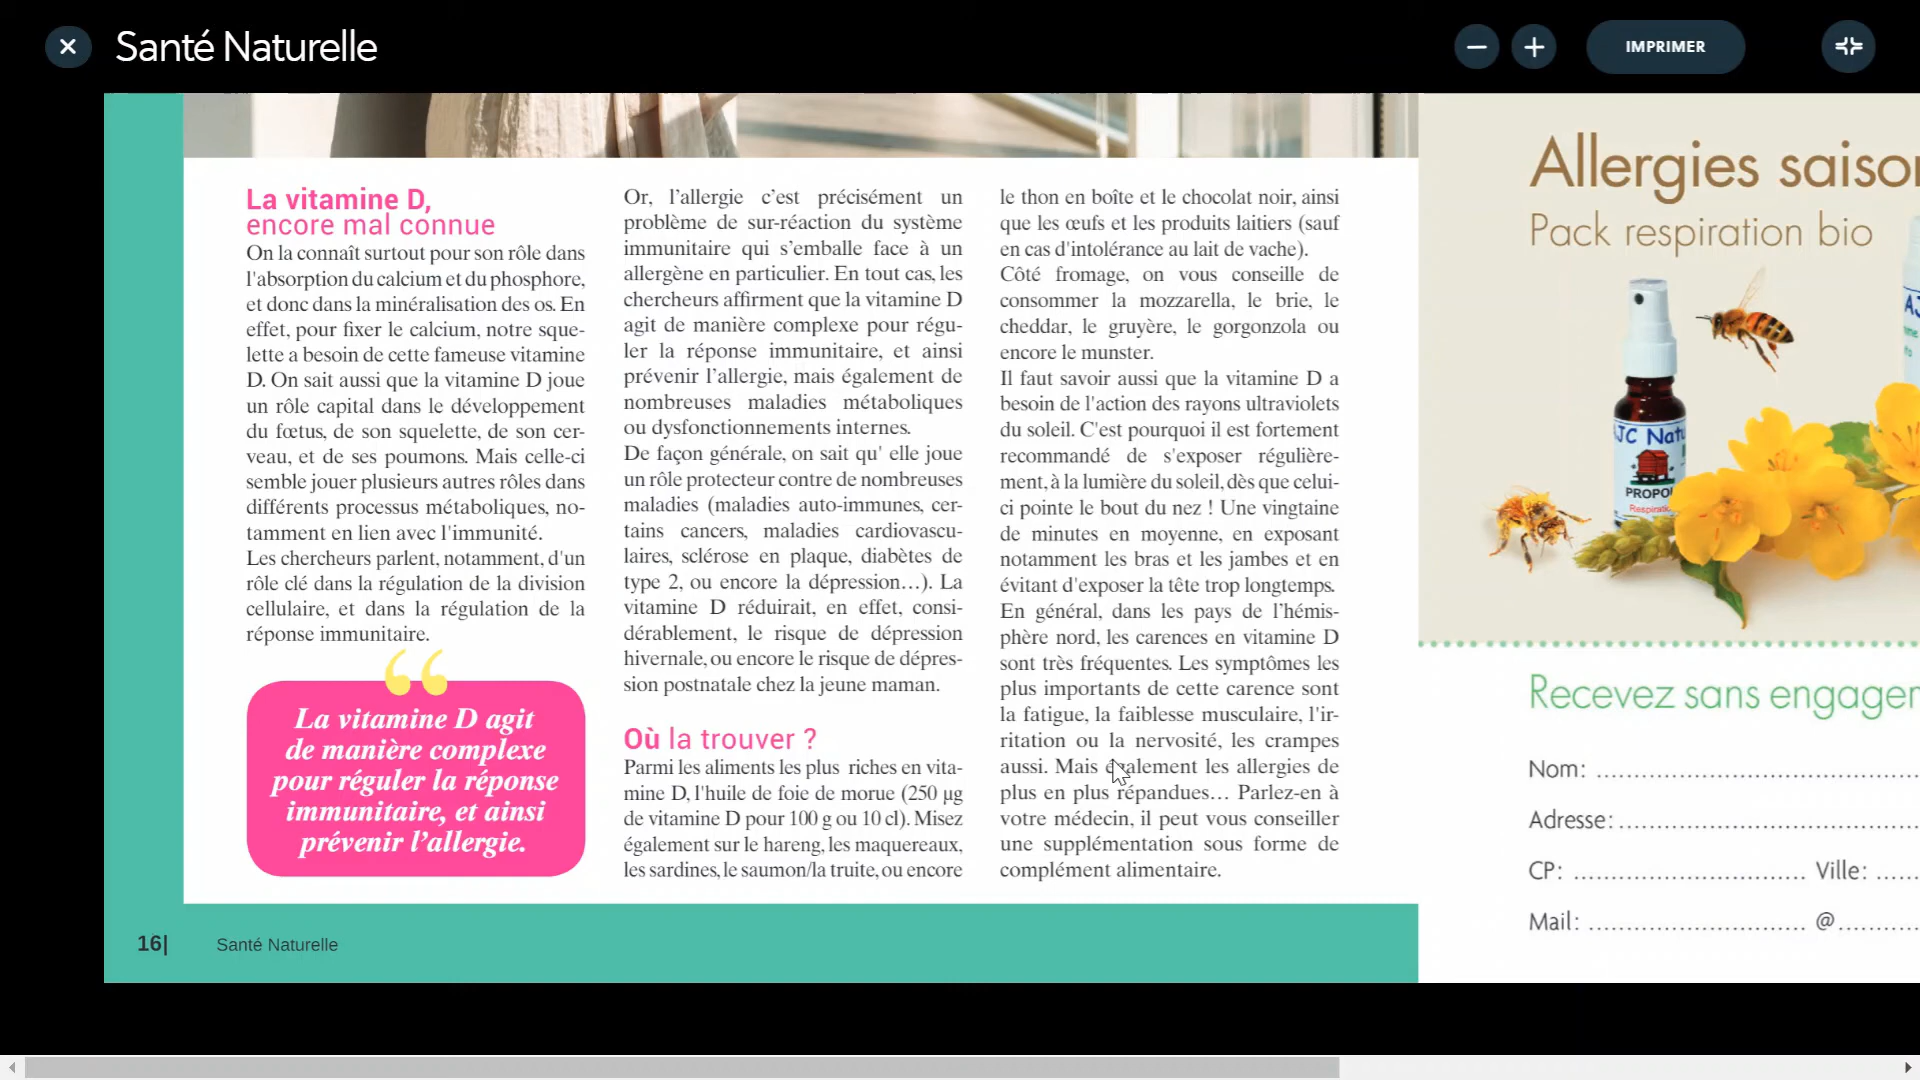 Santé Naturelle
IMPRIMER
La vitamine D,
encore mal connue
On la connaît surtout pour son rôle dans
l'absorption du calcium et du phosphore,
et donc dans la minéralisation des os. En
effet, pour fixer le calcium, notre sque-
lette a besoin de cette fameuse vitamine
D. On sait aussi que la vitamine D joue
un rôle capital dans le développement
du fœtus, de son squelette, de son cer-
veau, et de ses poumons. Mais celle-ci
semble jouer plusieurs autres rôles dans
différents processus métaboliques, no-
tamment en lien avec l'immunité.
Les chercheurs parlent, notamment, d'un
rôle clé dans la régulation de la division
cellulaire, et dans la régulation de la
réponse immunitaire.
La vitamine D agit
de manière complexe
pour réguler la réponse
immunitaire, et ainsi
prévenir l’allergie.
Or, l’allergie c’est précisément un
problème de sur-réaction du système
immunitaire qui s’emballe face à un
allergène en particulier. En tout cas, les
chercheurs affirment que la vitamine D
agit de manière complexe pour régu-
ler la réponse immunitaire, et ainsi
prévenir l’allergie, mais également de
nombreuses maladies métaboliques
ou dysfonctionnements internes.
De façon générale, on sait qu' elle joue
un rôle protecteur contre de nombreuses
maladies (maladies auto-immunes, cer-
tains cancers, maladies cardiovascu-
laires, sclérose en plaque, diabètes de
type 2, ou encore la dépression…). La
vitamine D réduirait, en effet, consi-
dérablement, le risque de dépression
hivernale, ou encore le risque de dépres-
sion postnatale chez la jeune maman.
Où la trouver ?
Parmi les aliments les plus riches en vita-
mine D, l'huile de foie de morue (250 µg
de vitamine D pour 100 g ou 10 cl). Misez
également sur le hareng, les maquereaux,
les sardines, le saumon/la truite, ou encore
le thon en boîte et le chocolat noir, ainsi
que les œufs et les produits laitiers (sauf
en cas d'intolérance au lait de vache).
Côté fromage, on vous conseille de
consommer la mozzarella, le brie, le
cheddar, le gruyère, le gorgonzola ou
encore le munster.
Il faut savoir aussi que la vitamine D a
besoin de l'action des rayons ultraviolets
du soleil. C'est pourquoi il est fortement
recommandé de s'exposer régulière-
ment, à la lumière du soleil, dès que celui-
ci pointe le bout du nez ! Une vingtaine
de minutes en moyenne, en exposant
notamment les bras et les jambes et en
évitant d'exposer la tête trop longtemps.
En général, dans les pays de l’hémis-
phère nord, les carences en vitamine D
sont très fréquentes. Les symptômes les
plus importants de cette carence sont
la fatigue, la faiblesse musculaire, l'ir-
ritation ou la nervosité, les crampes
aussi. Mais également les allergies de
plus en plus répandues… Parlez-en à
votre médecin, il peut vous conseiller
une supplémentation sous forme de
complément alimentaire.
16|
Santé Naturelle
Allergies saiso
Pack respiration bio
AJC Natu
PROPO
Recevez sans engager
Nom:
Adresse:
CP: Ville:
Mail: @